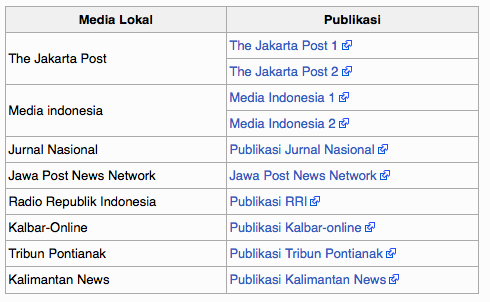 Media Lokal Publikasi
The Jakarta Post The Jakarta Post 1
The Jakarta Post 2
Media indonesia Media Indonesia 1
Media Indonesia 2
Jurnal Nasional Publikasi Jurnal Nasional
Jawa Post News Network Jawa Post News Network
Radio Republik Indonesia Publikasi RRI
Kalbar-Online Publikasi Kalbar-online
Tribun Pontianak Publikasi Tribun Pontianak
Kalimantan News Publikasi Kalimantan News